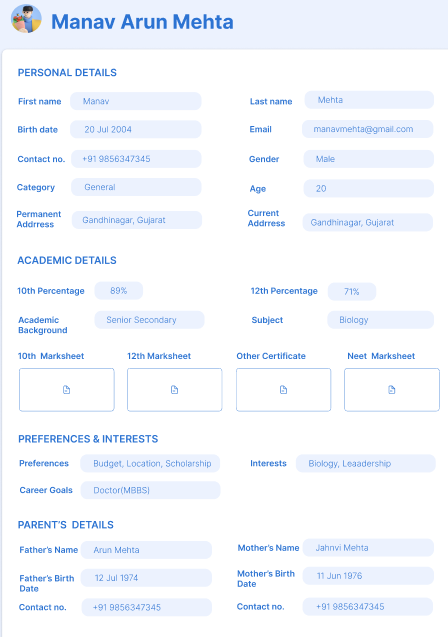 Manav Arun Mehta
PERSONAL DETAILS
First name Manav Last name Mehta
Birth date 20 Jul 2004 Email manavmehta@gmail.com
Contact no. +91 9856347345 Gender Male
Category General Age 20
Permanent Addrress Gandhinagar, Gujarat Current Addrress Gandhinagar, Gujarat
ACADEMIC DETAILS
10th Percentage 89% 12th Percentage 71%
Academic Background Senior Secondary Subject Biology
10th Marksheet 12th Marksheet Other Certificate Neet Marksheet
PREFERENCES & INTERESTS
Preferences Budget, Location, Scholarship Interests Biology, Leaadership
Career Goals Doctor(MBBS)
PARENT'S DETAILS
Father's Name Arun Mehta Mother's Name Jahnvi Mehta
Father's Birth Date 12 Jul 1974 Mother's Birth Date 11 Jun 1976
Contact no. +91 9856347345 Contact no. +91 9856347345